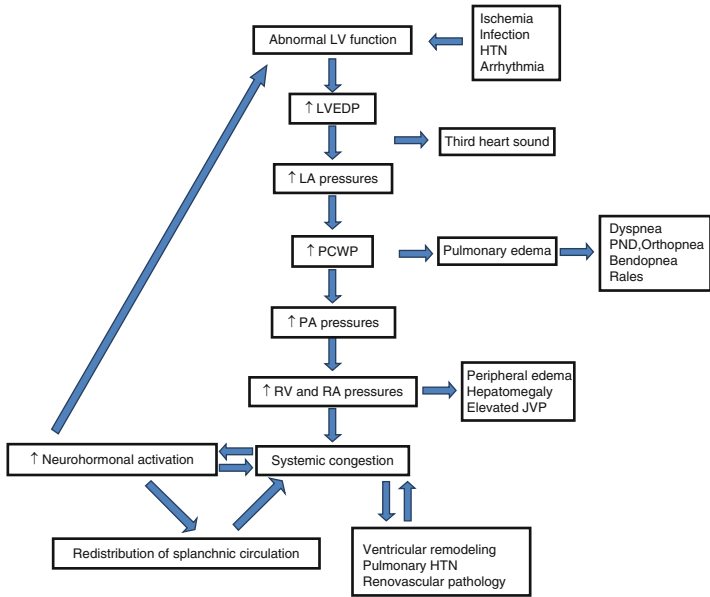 Abnormal LV function
Ischemia
Infection
HTN
Arrhythmia
↑ LVEDP
Third heart sound
↑ LA pressures
↑ PCWP
Pulmonary edema
Dyspnea
PND,Orthopnea
Bendopnea
Rales
↑ PA pressures
↑ RV and RA pressures
Peripheral edema
Hepatomegaly
Elevated JVP
↑ Neurohormonal activation
Systemic congestion
Redistribution of splanchnic circulation
Ventricular remodeling
Pulmonary HTN
Renovascular pathology